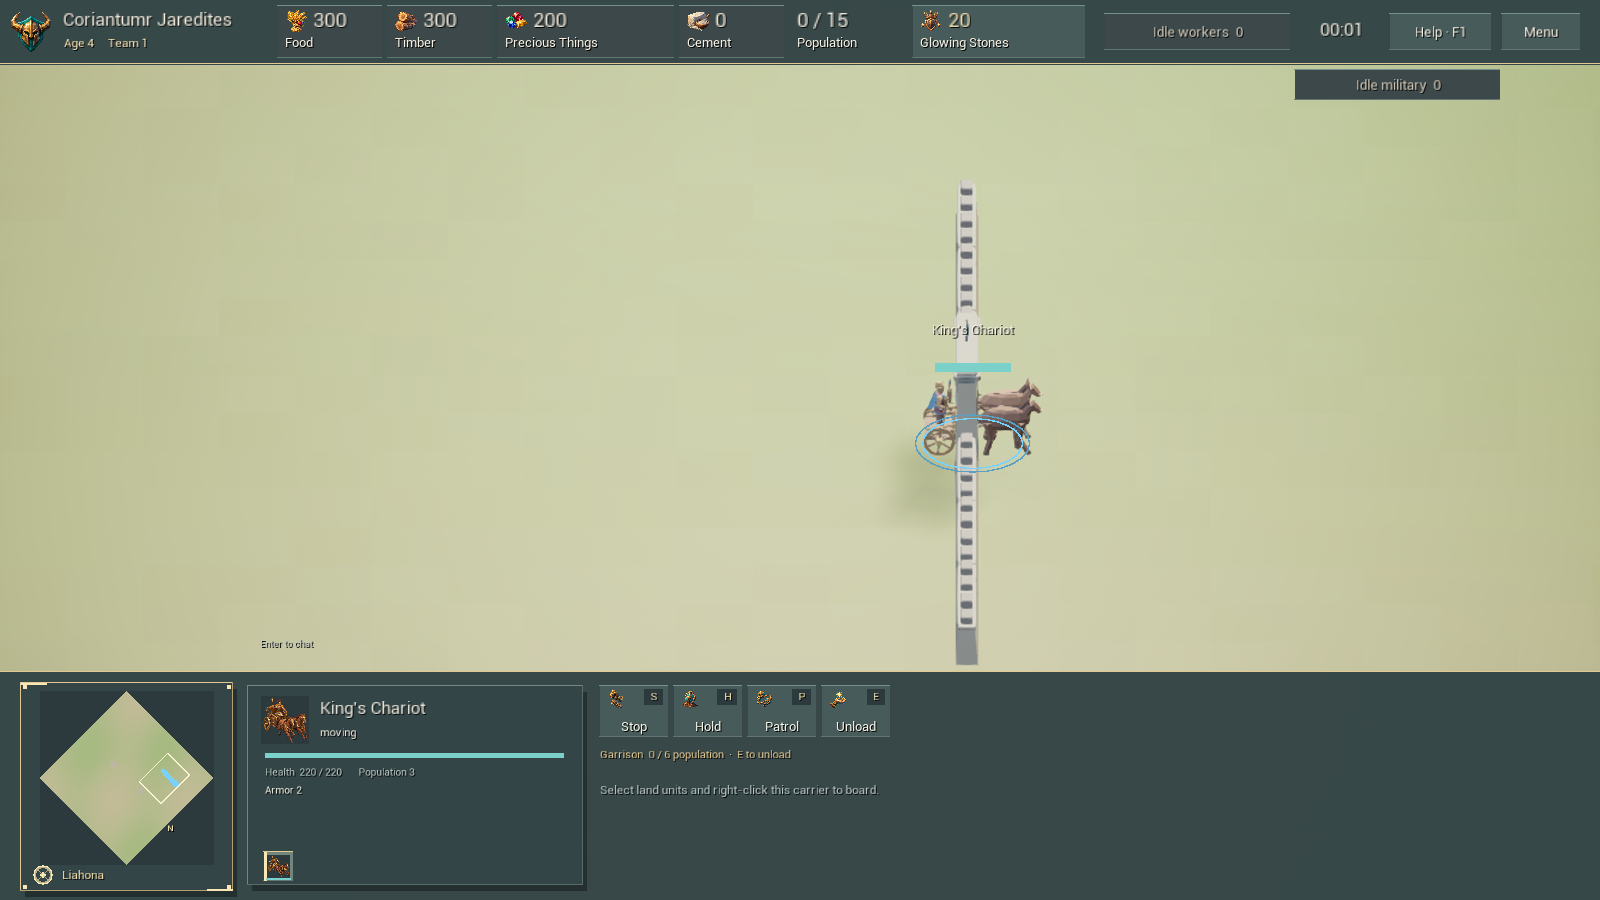 Coriantumr Jaredites
Age 4 Team 1
300
Food
300
Timber
200
Precious Things
0
Cement
0 / 15
Population
20
Glowing Stones
Idle workers 0
00:01
Help · F1
Menu
Idle military 0
King's Chariot
Enter to chat
N
Liahona
King's Chariot
moving
Health 220 / 220 Population 3
Armor 2
S
Stop
H
Hold
P
Patrol
E
Unload
Garrison 0 / 6 population · E to unload
Select land units and right-click this carrier to board.